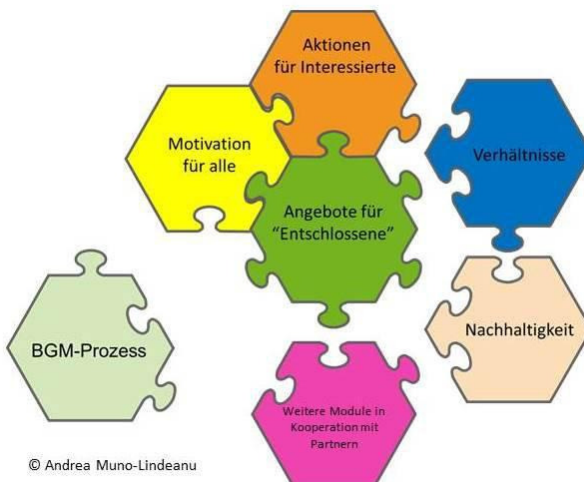 Aktionen
für Interessierte
Motivation
für alle
Verhältnisse
Angebote für
“Entschlossene”
BGM-Prozess
Nachhaltigkeit
Weitere Module in
Kooperation mit
Partnern
© Andrea Muno-Lindeanu